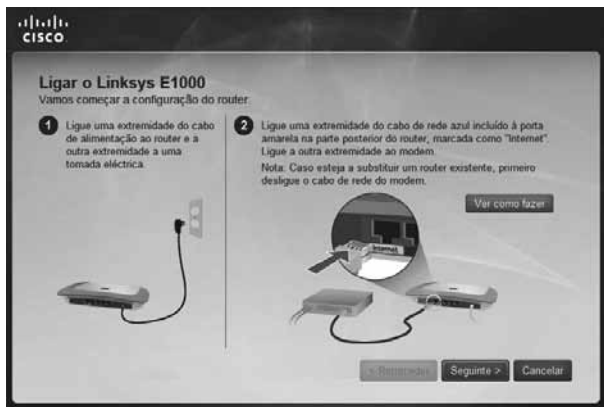 CISCO
Ligar o Linksys E1000
Vamos começar a configuração do router.
1
Ligue uma extremidade do cabo
de alimentação ao router e a
outra extremidade a uma
tomada eléctrica.
2
Ligue uma extremidade do cabo de rede azul incluído à porta
amarela na parte posterior do router, marcada como "Internet".
Ligue a outra extremidade ao modem.
Nota: Caso esteja a substituir um router existente, primeiro
desligue o cabo de rede do modem.
Ver como fazer
Internet
< Retroceder
Seguinte >
Cancelar